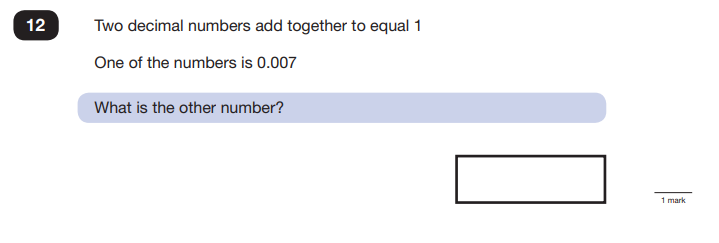 12 Two decimal numbers add together to equal 1
One of the numbers is 0.007
What is the other number?
1 mark